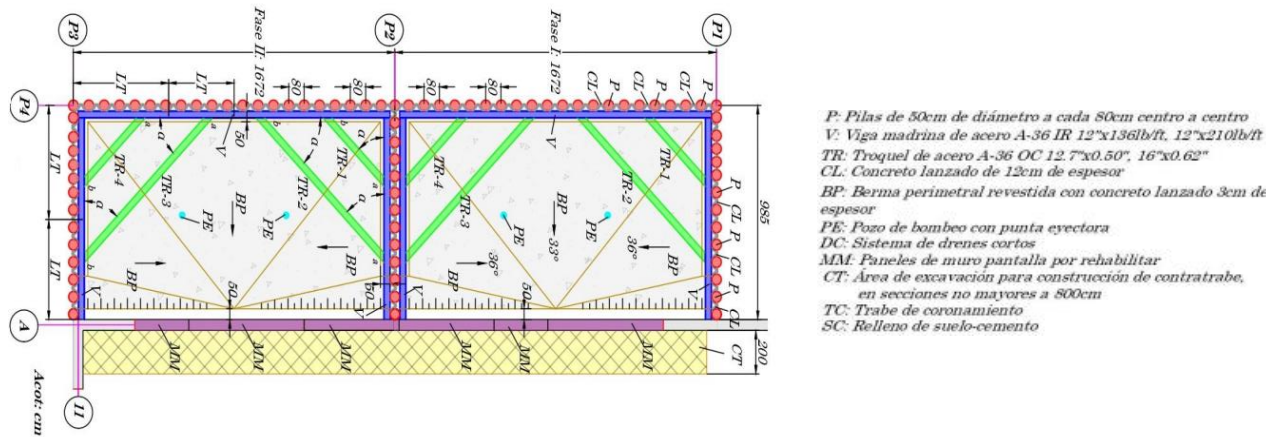 P3
Fase II: 1672
P2
Fase I: 1672
P1
LT
LT
80
80
80
80
CL
P
CL
P
CL
P
P4
a
a
a
50
V
a
b
V
a
b
LT
TR-4
TR-3
a
b
a
TR-2
TR-1
a
a
TR-4
TR-3
TR-2
TR-1
P
CL
P
CL
P
CL
985
PE
BP
PE
PE
BP
33°
PE
36°
36°
LT
b
BP
BP
BP
BP
V
50
50
V
50
V
A
MM
MM
MM
MM
MM
MM
CT
200
11
Acot: cm
P: Pilas de 50cm de diámetro a cada 80cm centro a centro
V: Viga madrina de acero A-36 IR 12"x136lb/ft, 12"x210lb/ft
TR: Troquel de acero A-36 OC 12.7"x0.50", 16"x0.62"
CL: Concreto lanzado de 12cm de espesor
BP: Berma perimetral revestida con concreto lanzado 3cm de
espesor
PE: Pozo de bombeo con punta eyectora
DC: Sistema de drenes cortos
MM: Paneles de muro pantalla por rehabilitar
CT: Área de excavación para construcción de contratrabe,
en secciones no mayores a 800cm
TC: Trabe de coronamiento
SC: Relleno de suelo-cemento